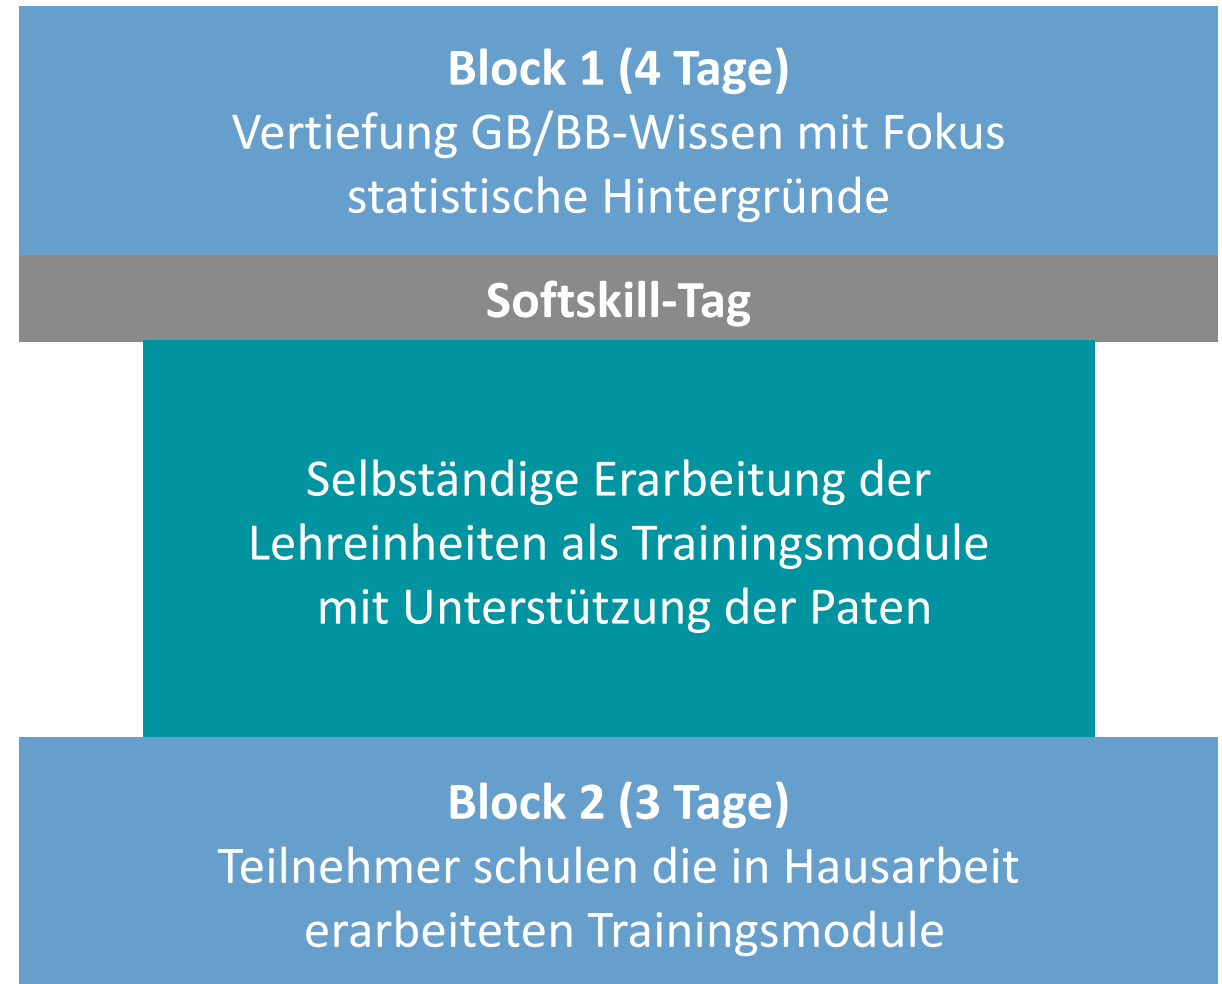 Block 1 (4 Tage)
Vertiefung GB/BB-Wissen mit Fokus
statistische Hintergründe
Softskill-Tag
Selbständige Erarbeitung der
Lehreinheiten als Trainingsmodule
mit Unterstützung der Paten
Block 2 (3 Tage)
Teilnehmer schulen die in Hausarbeit
erarbeiteten Trainingsmodule